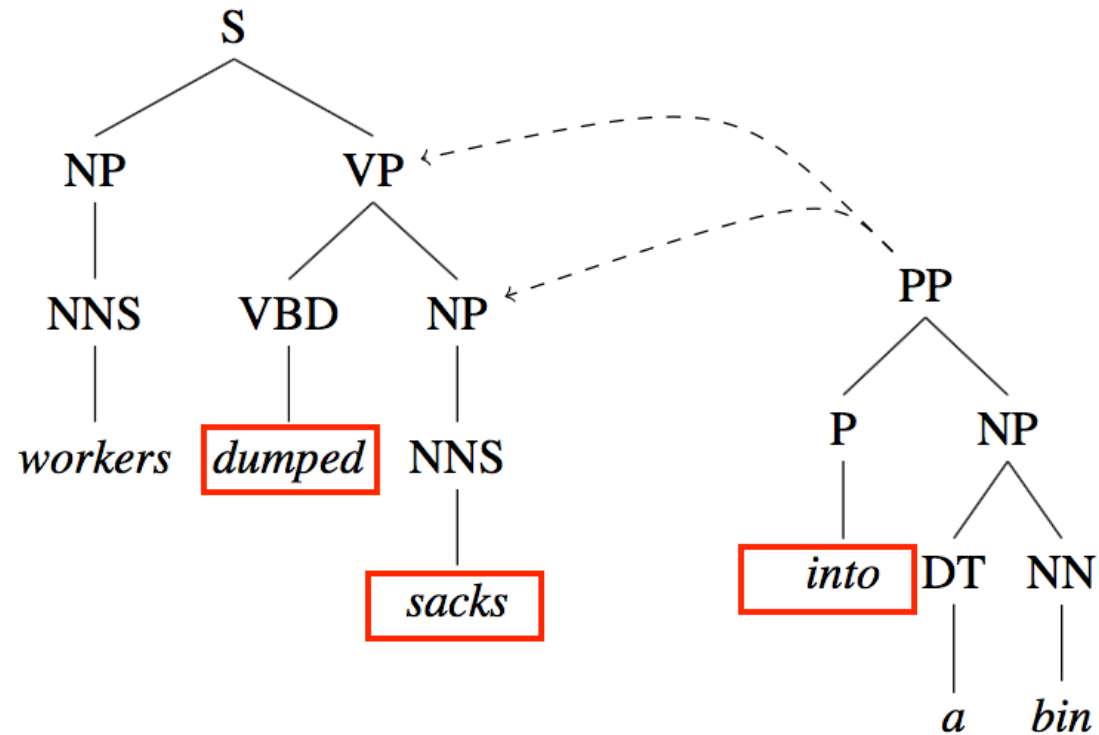 S
NP VP
PP
NNS VBD NP
P NP
workers dumped NNS
into DT NN
sacks
a bin